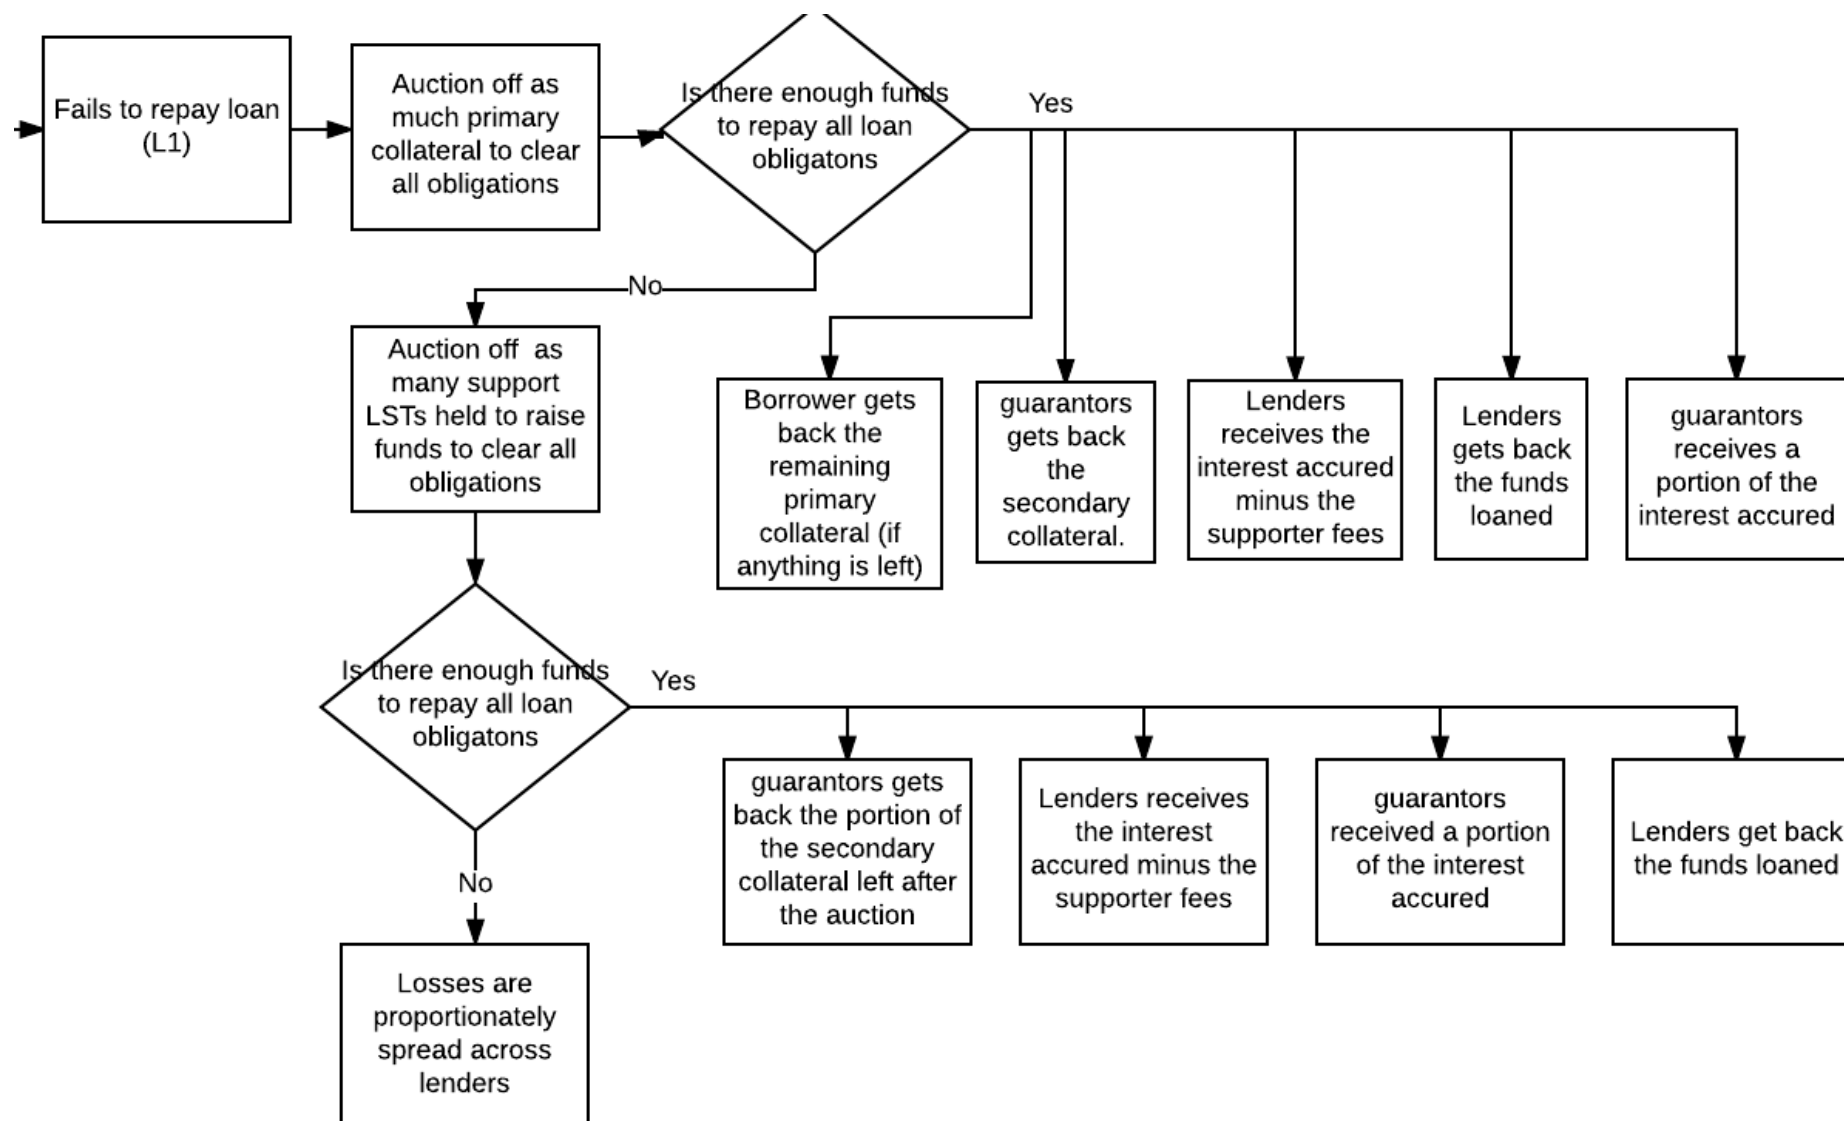 Fails to repay loan
(L1)
Auction off as
much primary
collateral to clear
all obligations
Is there enough funds
to repay all loan
obligatons
Yes
No
Auction off  as
many support
LSTs held to raise
funds to clear all
obligations
Borrower gets
back the
remaining
primary
collateral (if
anything is left)
guarantors
gets back
the
secondary
collateral.
Lenders
receives the
interest accured
minus the
supporter fees
Lenders
gets back
the funds
loaned
guarantors
receives a
portion of the
interest accured
Is there enough funds
to repay all loan
obligatons
Yes
guarantors gets
back the portion of
the secondary
collateral left after
the auction
Lenders receives
the interest
accured minus the
supporter fees
guarantors
received a portion
of the interest
accured
Lenders get back
the funds loaned
No
Losses are
proportionately
spread across
lenders